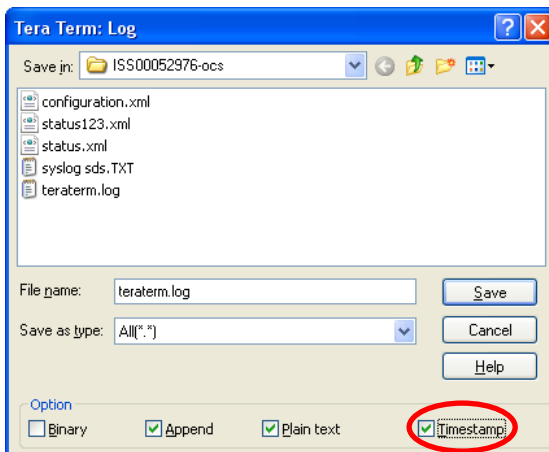 Tera Term: Log
Save in: ISS00052976-ocs
configuration.xml
status123.xml
status.xml
syslog sds.TXT
teraterm.log
File name: teraterm.log Save
Save as type: All(*.*) Cancel
Help
Option
Binary Append Plain text Timestamp